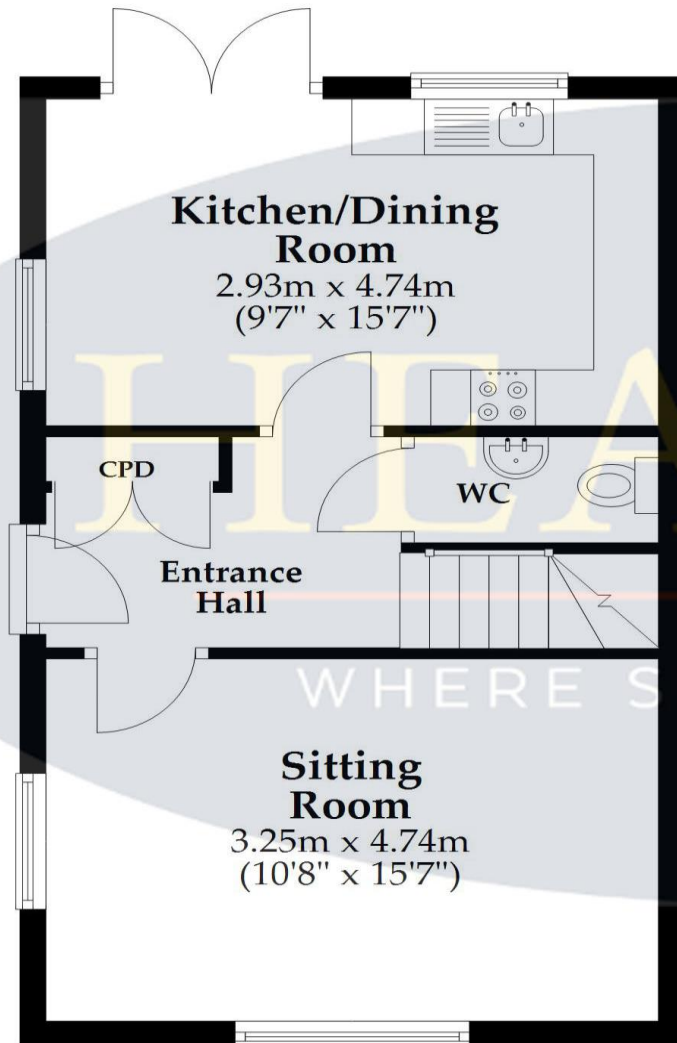 Kitchen/Dining
Room
2.93m x 4.74m
(9'7" x 15'7")
HEA
CPD
WC
Entrance
Hall
WHERE S
Sitting
Room
3.25m x 4.74m
(10'8" x 15'7")